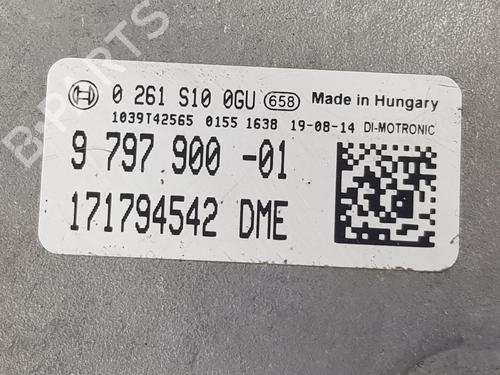 B-PARTS
0 261 S10 0GU 658 Made in Hungary
1039T42565 0155 1638 19-08-14 DI-MOTRONIC
9 797 900 -01
171794542 DME